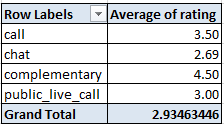 Row Labels Average of rating
call 3.50
chat 2.69
complementary 4.50
public_live_call 3.00
Grand Total 2.93463446